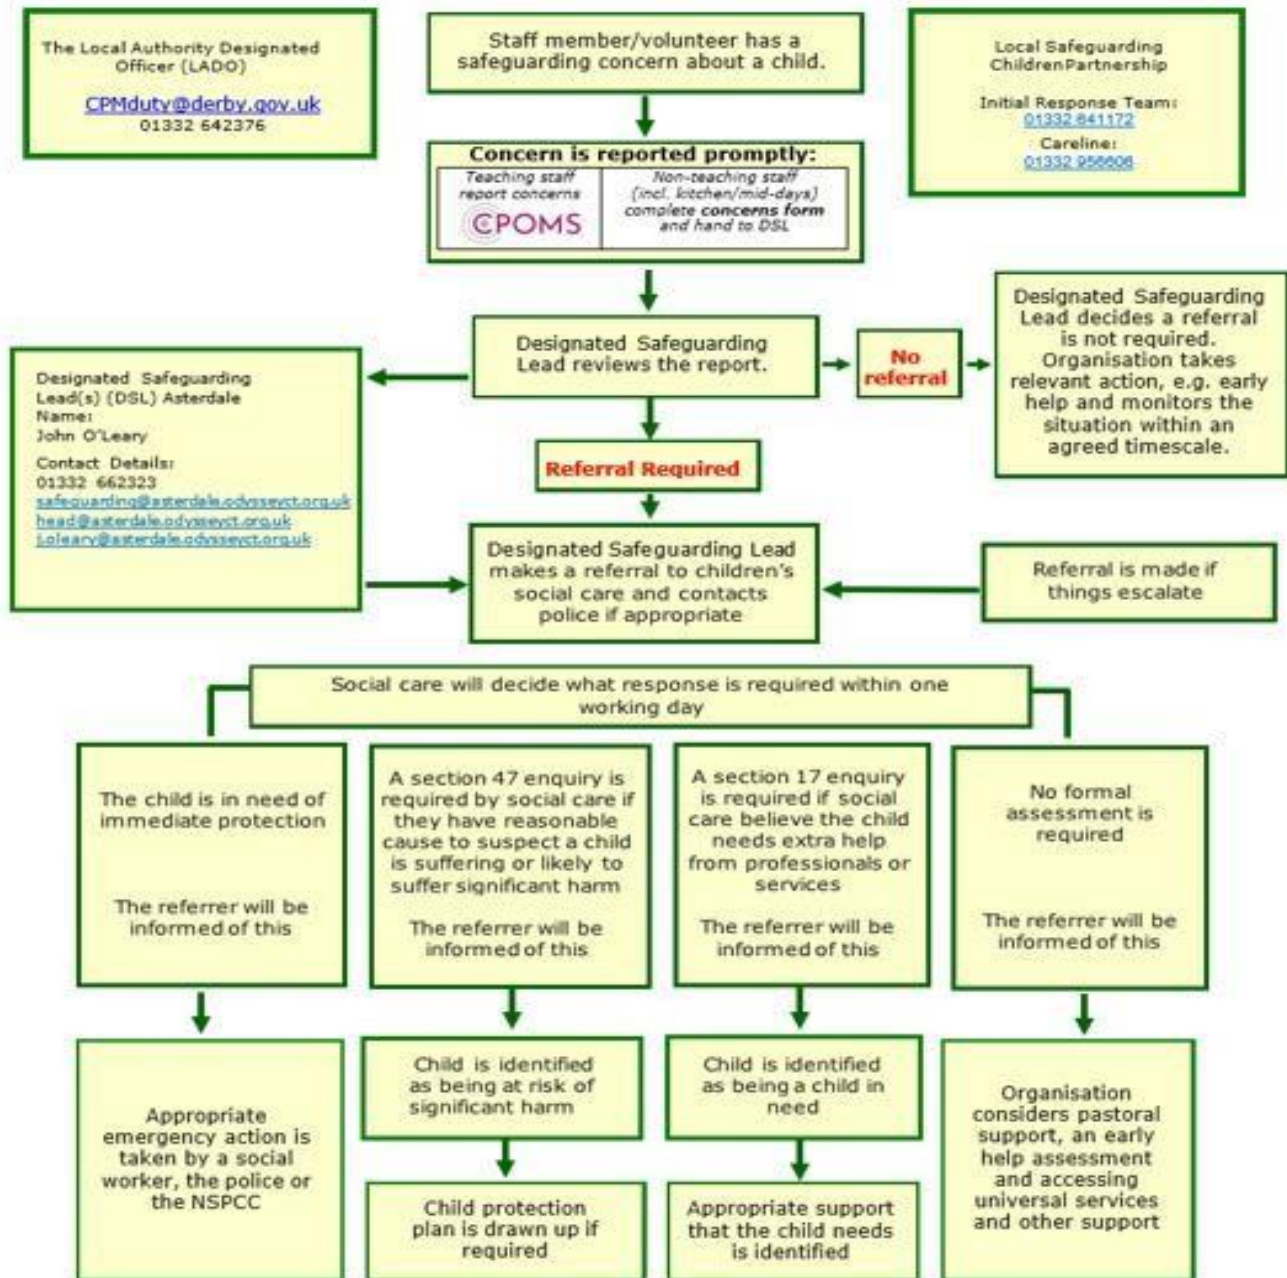 The Local Authority Designated
Officer (LADO)
CPMduty@derby.gov.uk
01332 642376
Staff member/volunteer has a
safeguarding concern about a child.
Local Safeguarding
ChildrenPartnership
Initial Response Team:
01332 641172
Careline:
01332 956606
Concern is reported promptly:
Teaching staff
report concerns
CPOMS
Non-teaching staff
(incl. kitchen/mid-days)
complete concerns form
and hand to DSL
Designated Safeguarding
Lead reviews the report.
No
referral
Designated Safeguarding
Lead decides a referral
is not required.
Organisation takes
relevant action, e.g. early
help and monitors the
situation within an
agreed timescale.
Designated Safeguarding
Lead(s) (DSL) Asterdale
Name:
John O'Leary
Contact Details:
01332 662323
safeguarding@asterdale.odysseyct.org.uk
head@asterdale.odysseyct.org.uk
j.oleary@asterdale.odysseyct.org.uk
Referral Required
Designated Safeguarding Lead
makes a referral to children's
social care and contacts
police if appropriate
Referral is made if
things escalate
Social care will decide what response is required within one
working day
The child is in need of
immediate protection
The referrer will be
informed of this
A section 47 enquiry is
required by social care if
they have reasonable
cause to suspect a child
is suffering or likely to
suffer significant harm
The referrer will be
informed of this
A section 17 enquiry
is required if social
care believe the child
needs extra help
from professionals or
services
The referrer will be
informed of this
No formal
assessment is
required
The referrer will be
informed of this
Appropriate
emergency action is
taken by a social
worker, the police or
the NSPCC
Child is identified
as being at risk of
significant harm
Child protection
plan is drawn up if
required
Child is identified
as being a child in
need
Appropriate support
that the child needs
is identified
Organisation
considers pastoral
support, an early
help assessment
and accessing
universal services
and other support